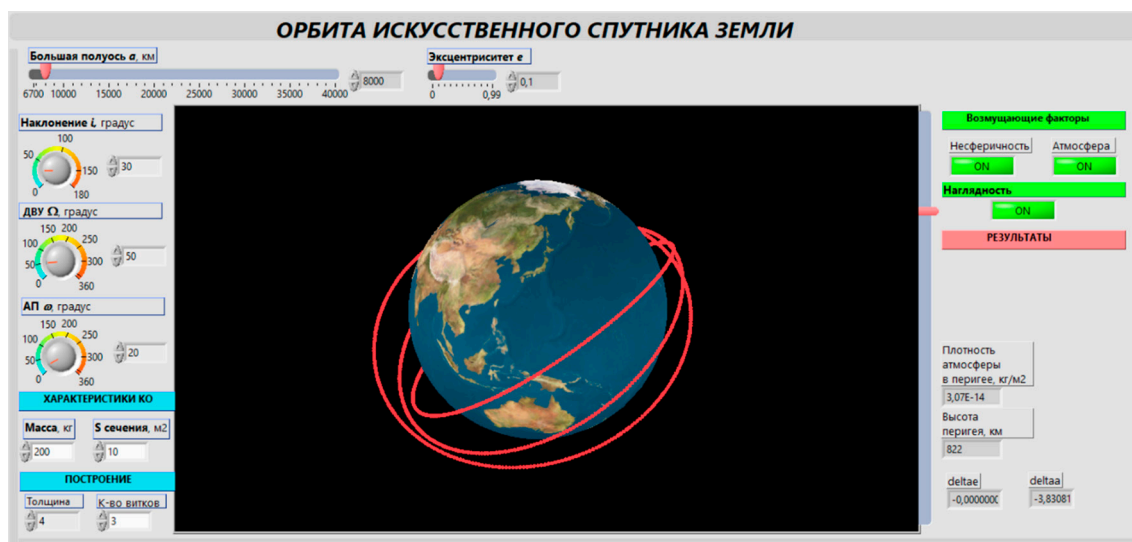 ОРБИТА ИСКУССТВЕННОГО СПУТНИКА ЗЕМЛИ
Большая полуось a, км
8000
6700 10000 15000 20000 25000 30000 35000 40000
Эксцентриситет e
0,1
0 0,99
Наклонение i, градус
100
50 150
0 180
30
ДВУ Ω, градус
150 200
100 250
50 300
0 360
50
АП ω, градус
150 200
100 250
50 300
0 360
20
ХАРАКТЕРИСТИКИ КО
Масса, кг S сечения, м2
200 10
ПОСТРОЕНИЕ
Толщина К-во витков
4 3
Возмущающие факторы
Несферичность Атмосфера
ON ON
Наглядность
ON
РЕЗУЛЬТАТЫ
Плотность
атмосферы
в перигее, кг/м2
3,07E-14
Высота
перигея, км
822
deltae deltaa
-0,0000000 -3,83081